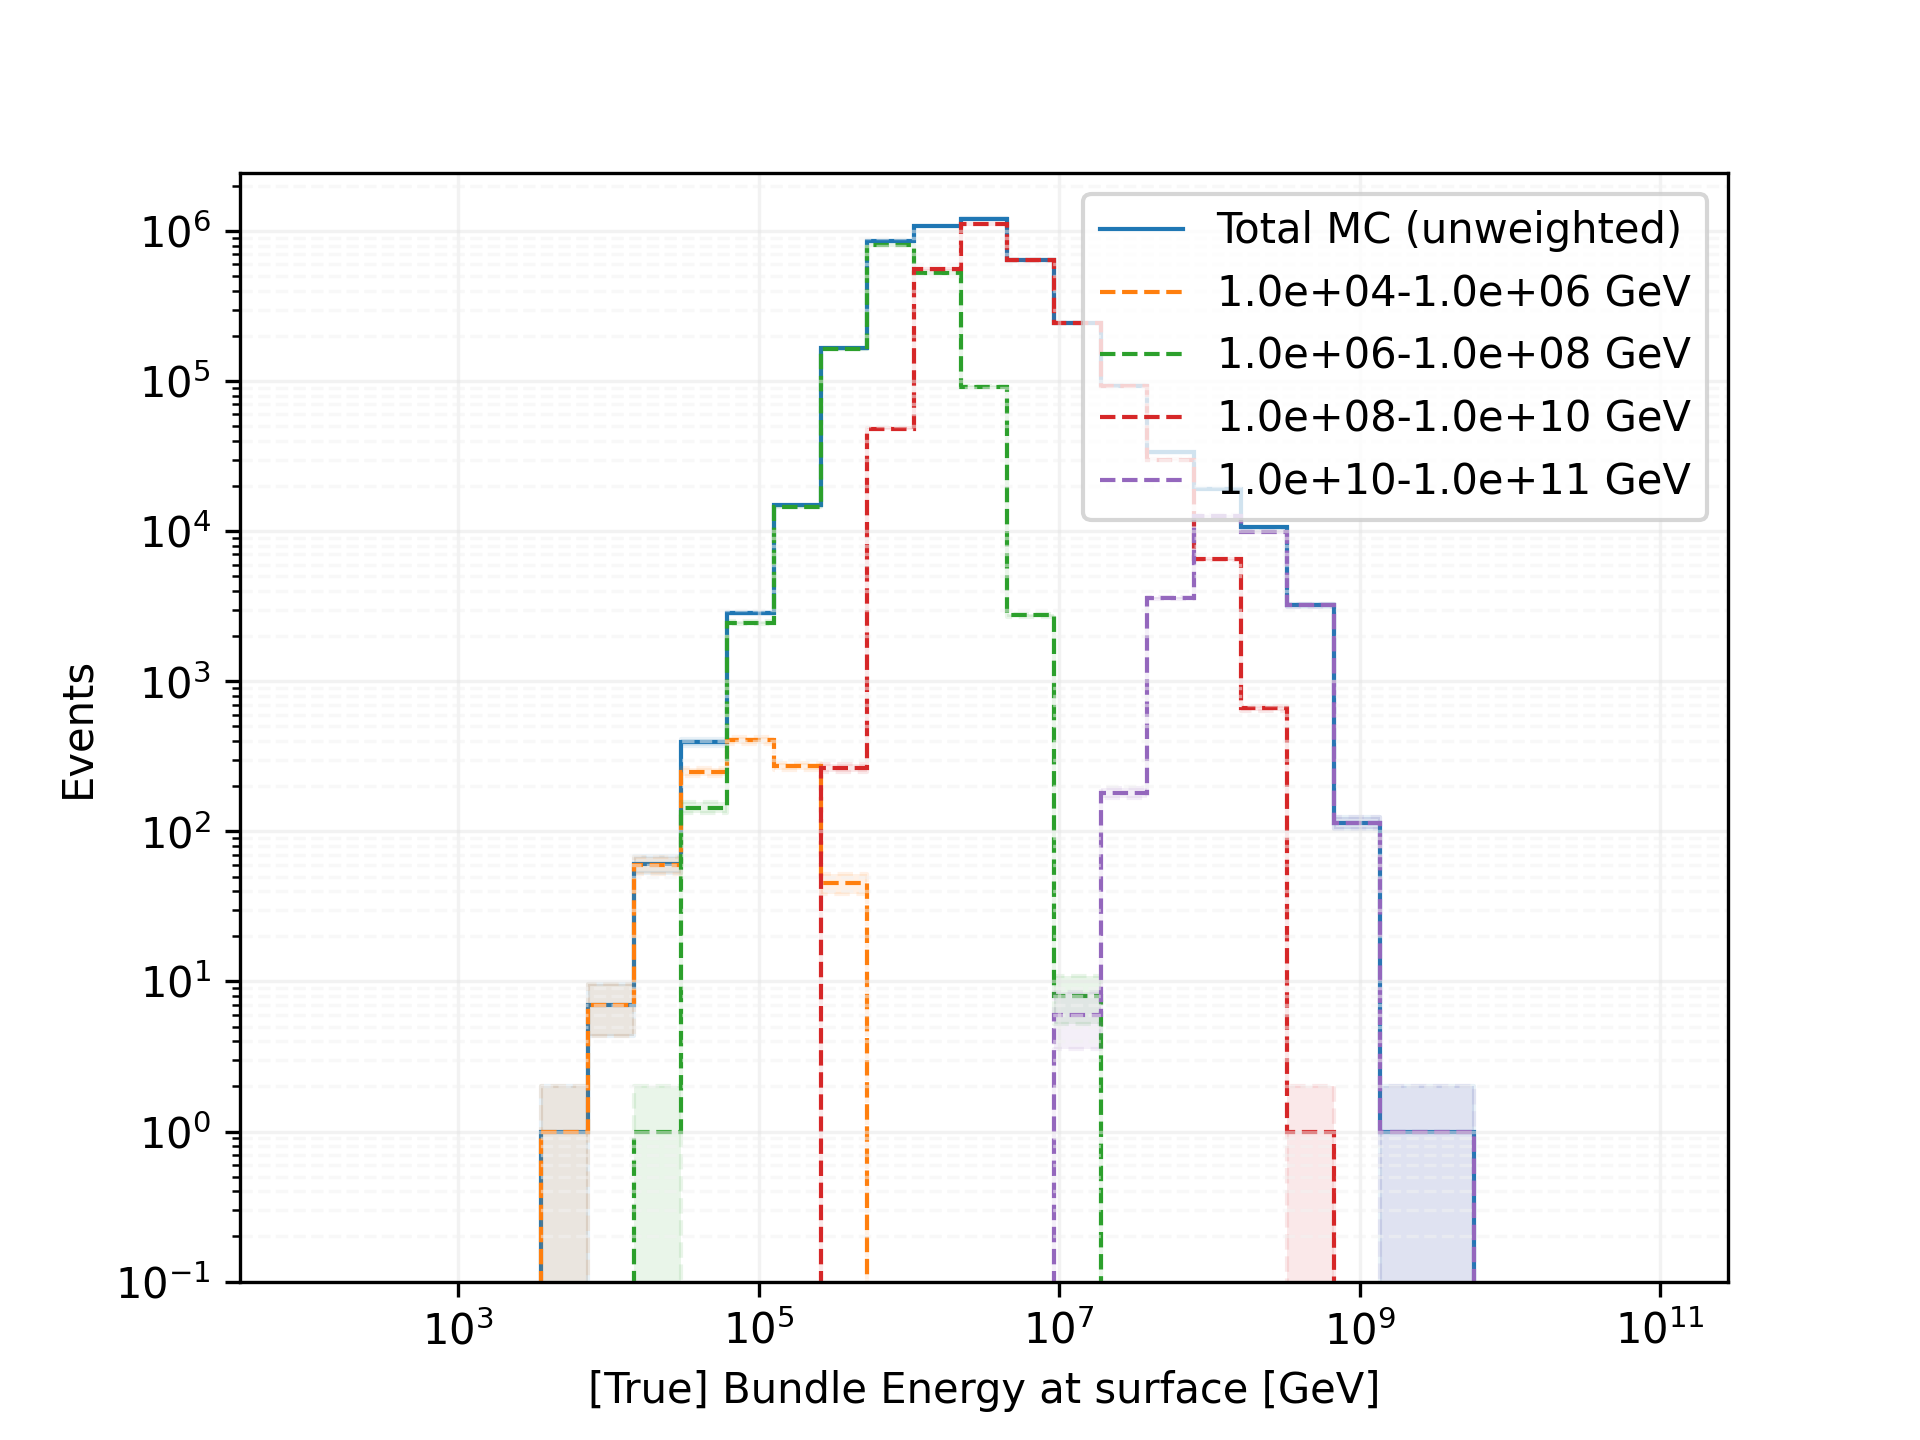 Total MC (unweighted)
1.0e+04-1.0e+06 GeV
1.0e+06-1.0e+08 GeV
1.0e+08-1.0e+10 GeV
1.0e+10-1.0e+11 GeV
Events
10⁶
10⁵
10⁴
10³
10²
10¹
10⁰
10⁻¹
10³ 10⁵ 10⁷ 10⁹ 10¹¹
[True] Bundle Energy at surface [GeV]